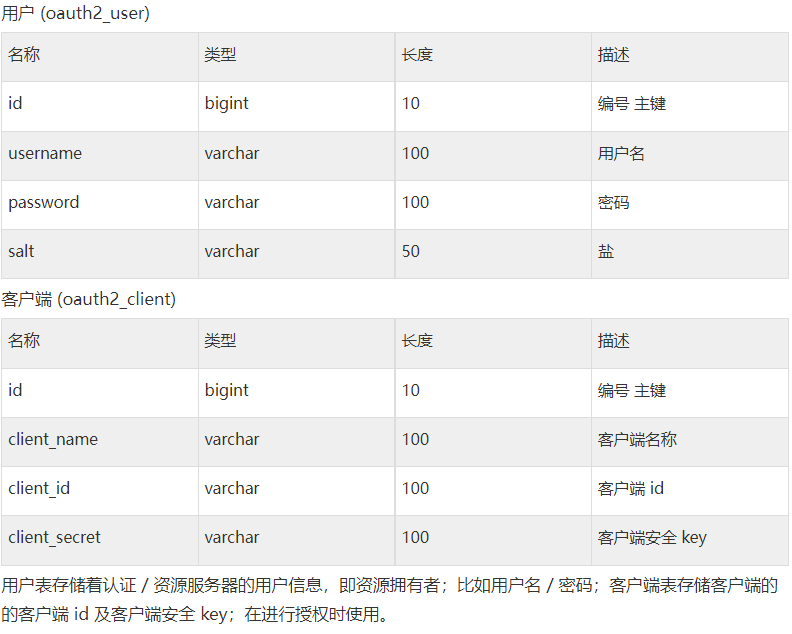 用户 (oauth2_user)
名称 类型 长度 描述
id bigint 10 编号 主键
username varchar 100 用户名
password varchar 100 密码
salt varchar 50 盐
客户端 (oauth2_client)
名称 类型 长度 描述
id bigint 10 编号 主键
client_name varchar 100 客户端名称
client_id varchar 100 客户端 id
client_secret varchar 100 客户端安全 key
用户表存储着认证 / 资源服务器的用户信息，即资源拥有者；比如用户名 / 密码；客户端表存储客户端的
的客户端 id 及客户端安全 key；在进行授权时使用。